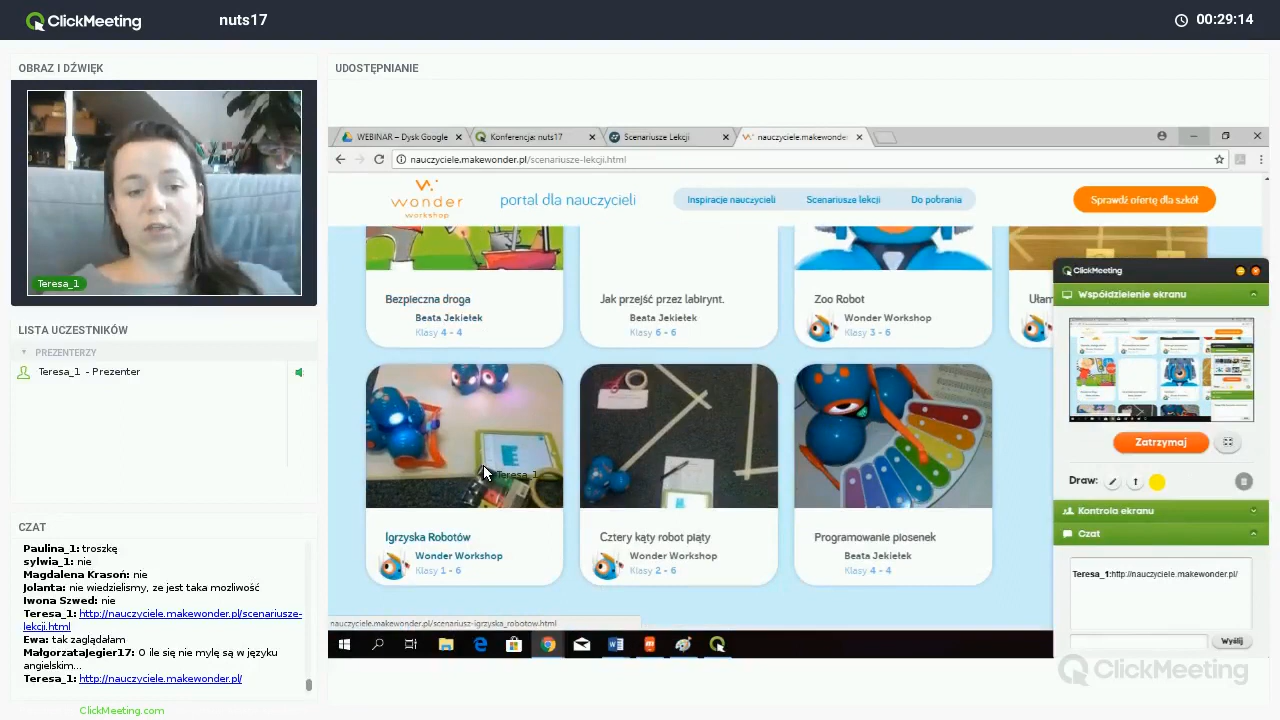 ClickMeeting
nuts17
00:29:14
OBRAZ I DŹWIĘK
Teresa_1
LISTA UCZESTNIKÓW
PREZENTERZY
Teresa_1 - Prezenter
CZAT
Paulina_1: troszkę
sylwia_1: nie
Magdalena Krasoń: nie
Jolanta: nie wiedzielismy, ze jest taka mozliwość
Iwona Szwed: nie
Teresa_1: http://nauczyciele.makewonder.pl/scenariusze-
lekcji.html
Ewa: tak zaglądałam
MałgorzataJegier17: O ile się nie mylę są w języku
angielskim...
Teresa_1: http://nauczyciele.makewonder.pl/
ClickMeeting.com
UDOSTĘPNIANIE
WEBINAR – Dysk Google
Konferencja: nuts17
Scenariusze Lekcji
nauczyciele.makewonde
nauczyciele.makewonder.pl/scenariusze-lekcji.html
wonder
workshop
portal dla nauczycieli
Inspiracje nauczycieli
Scenariusze lekcji
Do pobrania
Sprawdź ofertę dla szkół
Bezpieczna droga
Beata Jekiełek
Klasy 4 - 4
Jak przejść przez labirynt.
Beata Jekiełek
Klasy 6 - 6
Zoo Robot
Wonder Workshop
Klasy 3 - 6
Ułam
Teresa_1
Igrzyska Robotów
Wonder Workshop
Klasy 1 - 6
Cztery kąty robot piąty
Wonder Workshop
Klasy 2 - 6
Programowanie piosenek
Beata Jekiełek
Klasy 4 - 4
nauczyciele.makewonder.pl/scenariusz-igrzyska_robotow.html
ClickMeeting
Współdzielenie ekranu
Zatrzymaj
Draw:
Kontrola ekranu
Czat
Teresa_1:http://nauczyciele.makewonder.pl/
Wyślij
ClickMeeting